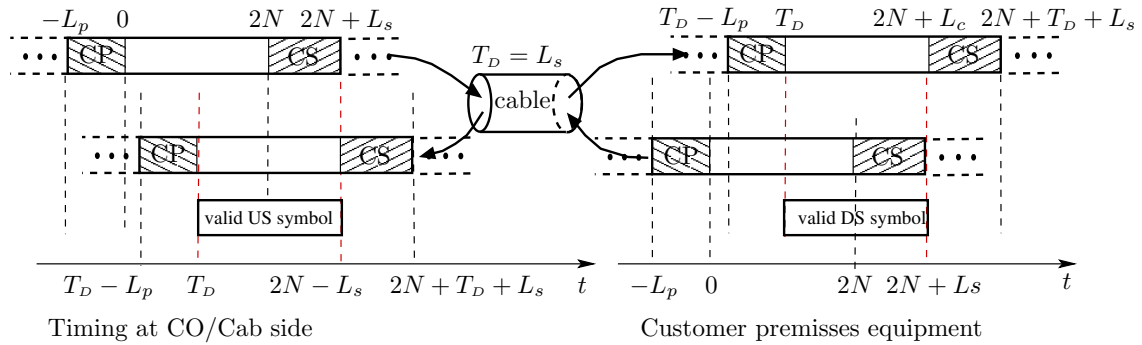 −L_p 0 2N 2N + L_s
T_D − L_p T_D 2N + L_c 2N + T_D + L_s
CP CS
T_D = L_s
CP CS
cable
CP CS
CP CS
valid US symbol
valid DS symbol
T_D − L_p T_D 2N − L_s 2N + T_D + L_s t
−L_p 0 2N 2N + Ls t
Timing at CO/Cab side
Customer premisses equipment